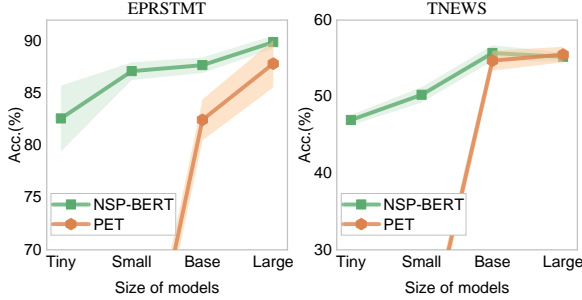 EPRSTMT
90
85
80
75
70
Acc.(%)
NSP-BERT
PET
Tiny Small Base Large
Size of models
TNEWS
60
50
40
30
Acc.(%)
NSP-BERT
PET
Tiny Small Base Large
Size of models